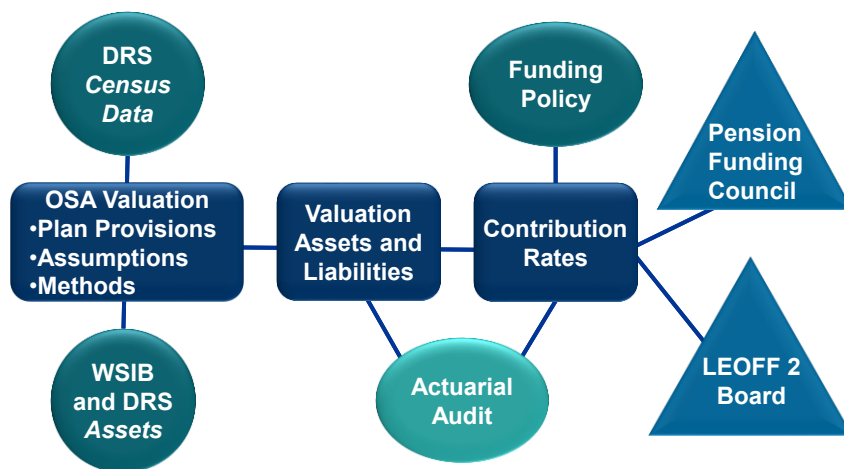 DRS
Census
Data
Funding
Policy
Pension
Funding
Council
OSA Valuation
•Plan Provisions
•Assumptions
•Methods
Valuation
Assets and
Liabilities
Contribution
Rates
WSIB
and DRS
Assets
Actuarial
Audit
LEOFF 2
Board